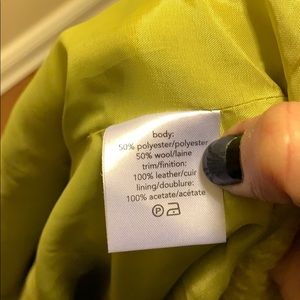 body:
50% polyester/polyester
50% wool/laine
trim/finition:
100% leather/cuir
lining/doublure:
100% acetate/acétate
P